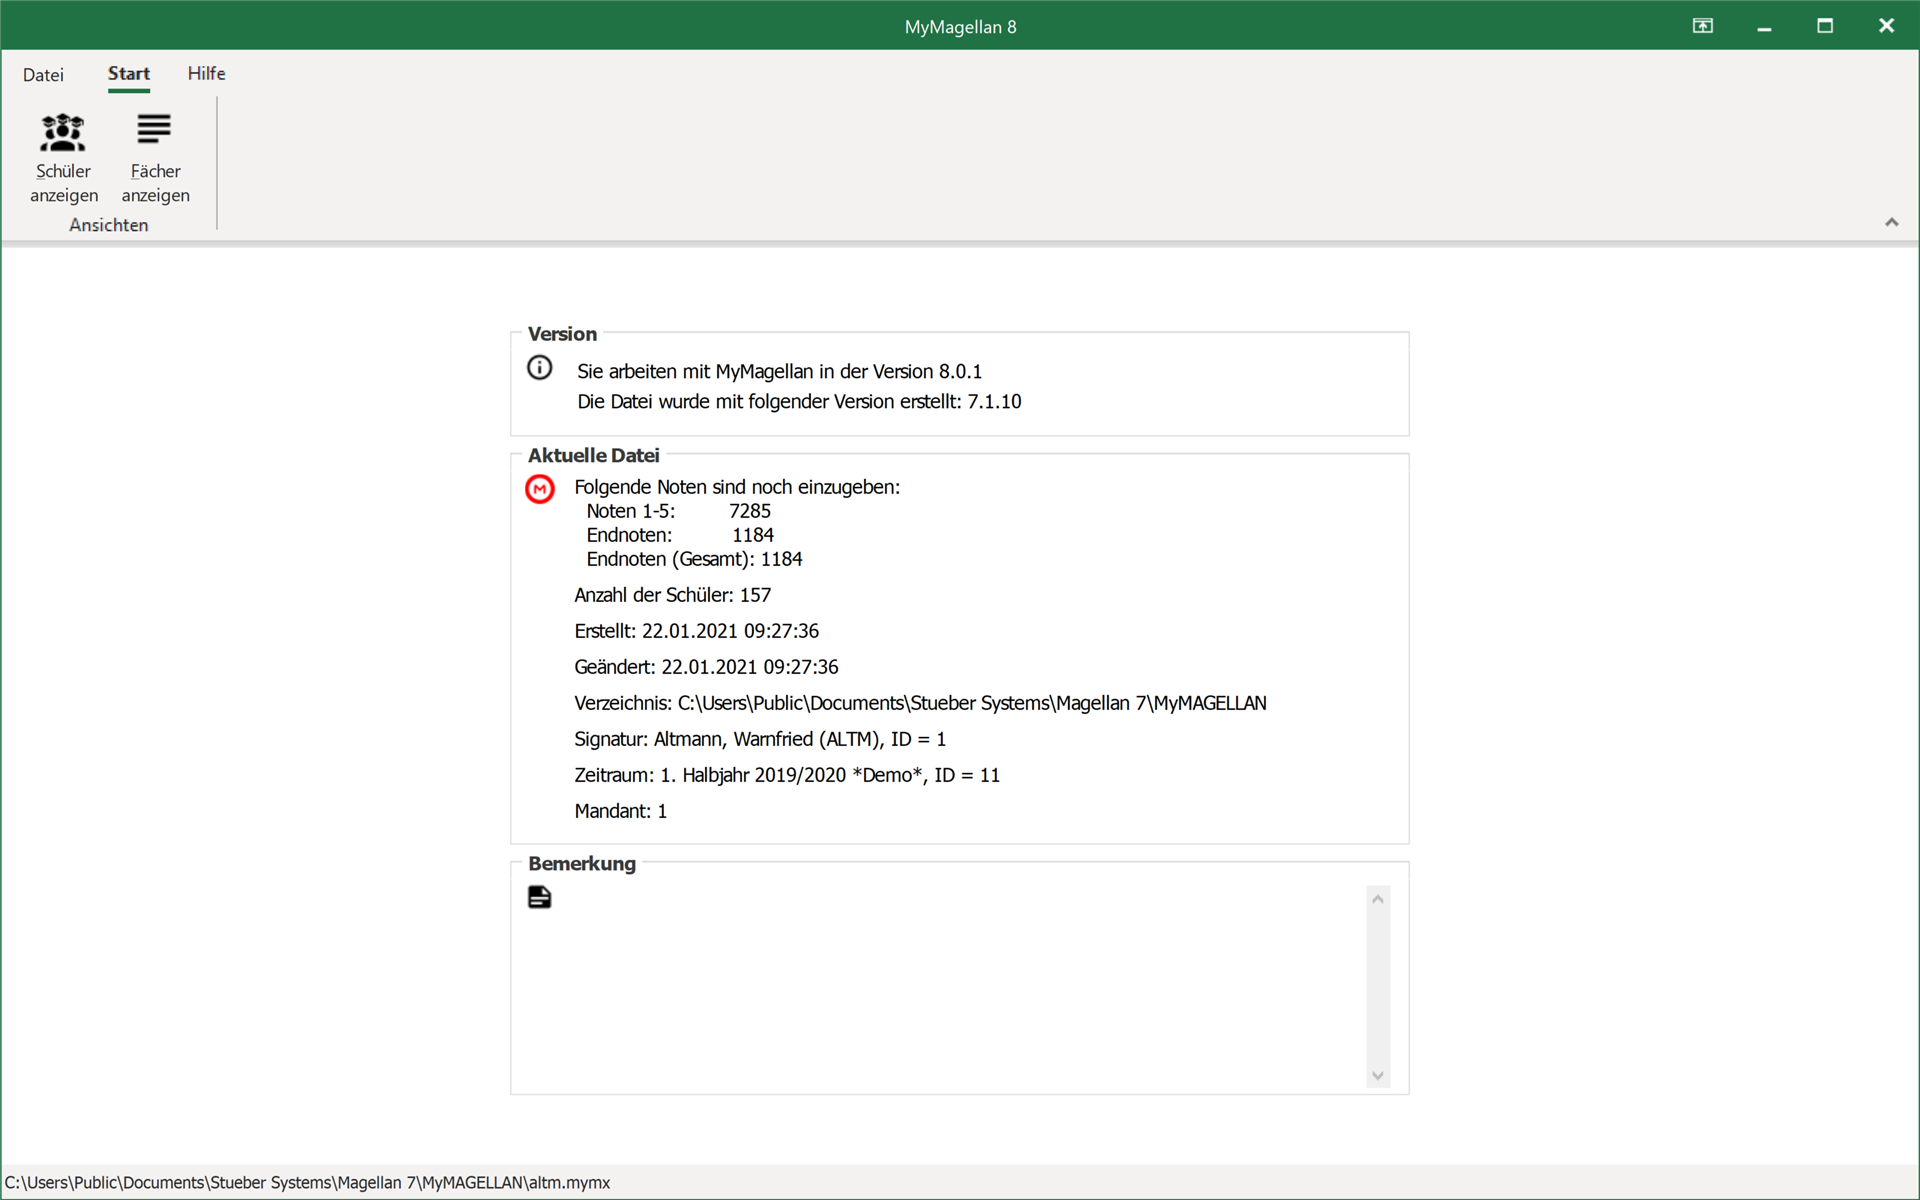 MyMagellan 8
Datei Start Hilfe
Schüler anzeigen
Fächer anzeigen
Ansichten
Version
Sie arbeiten mit MyMagellan in der Version 8.0.1
Die Datei wurde mit folgender Version erstellt: 7.1.10
Aktuelle Datei
M
Folgende Noten sind noch einzugeben:
Noten 1-5: 7285
Endnoten: 1184
Endnoten (Gesamt): 1184
Anzahl der Schüler: 157
Erstellt: 22.01.2021 09:27:36
Geändert: 22.01.2021 09:27:36
Verzeichnis: C:\Users\Public\Documents\Stueber Systems\Magellan 7\MyMAGELLAN
Signatur: Altmann, Warnfried (ALTM), ID = 1
Zeitraum: 1. Halbjahr 2019/2020 *Demo*, ID = 11
Mandant: 1
Bemerkung
C:\Users\Public\Documents\Stueber Systems\Magellan 7\MyMAGELLAN\altm.mymx